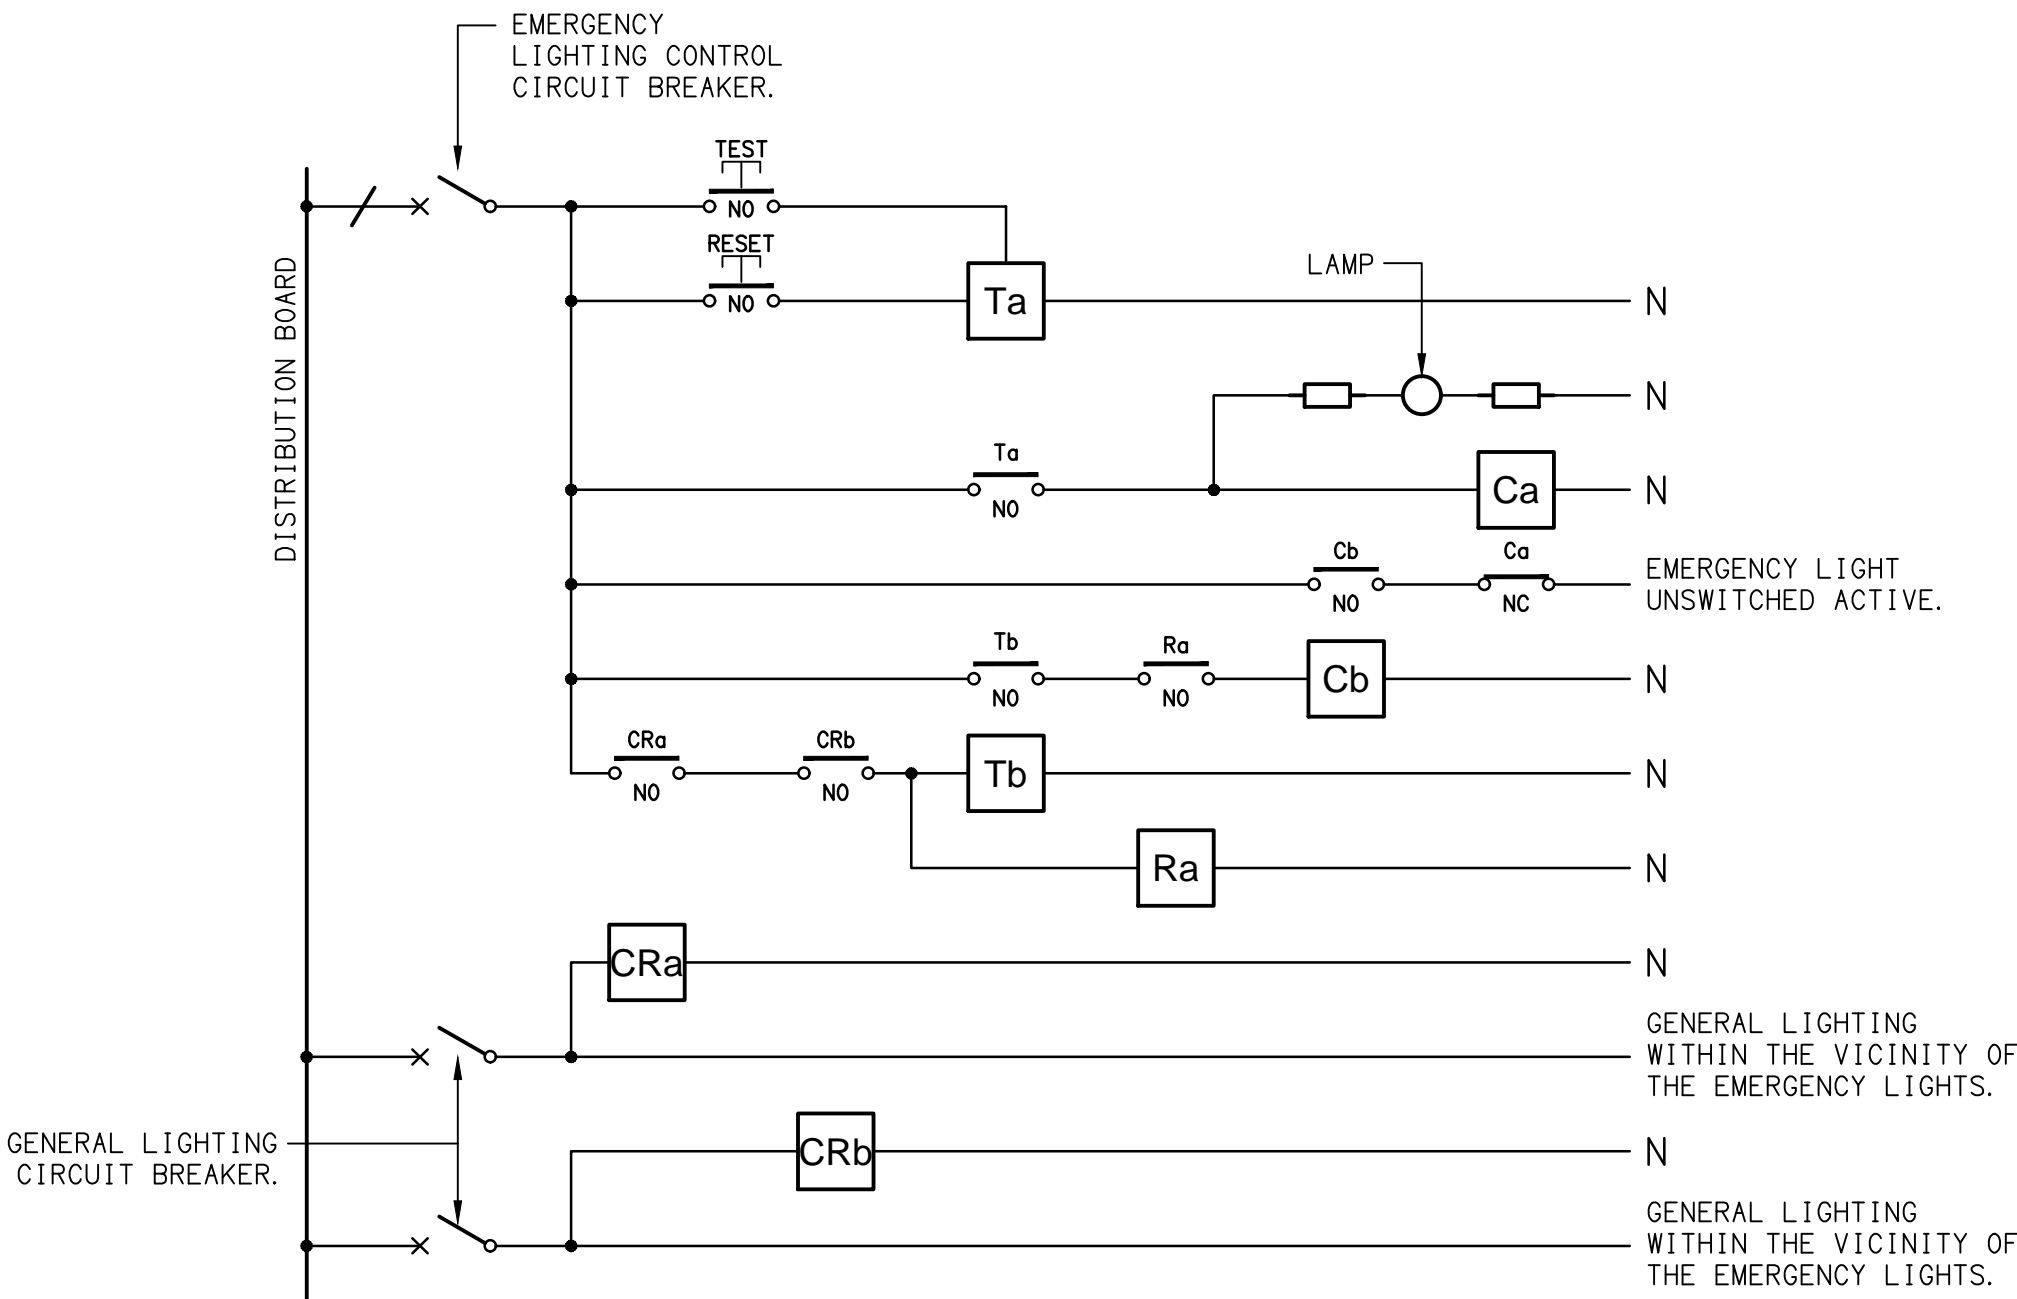 EMERGENCY
LIGHTING CONTROL
CIRCUIT BREAKER.
TEST
NO
RESET
NO
DISTRIBUTION BOARD
Ta
N
LAMP
N
Ta
NO
Ca
N
Cb
NO
Ca
NC
EMERGENCY LIGHT
UNSWITCHED ACTIVE.
Tb
NO
Ra
NO
Cb
N
CRa
NO
CRb
NO
Tb
N
Ra
N
CRa
N
GENERAL LIGHTING
WITHIN THE VICINITY OF
THE EMERGENCY LIGHTS.
GENERAL LIGHTING
CIRCUIT BREAKER.
CRb
N
GENERAL LIGHTING
WITHIN THE VICINITY OF
THE EMERGENCY LIGHTS.